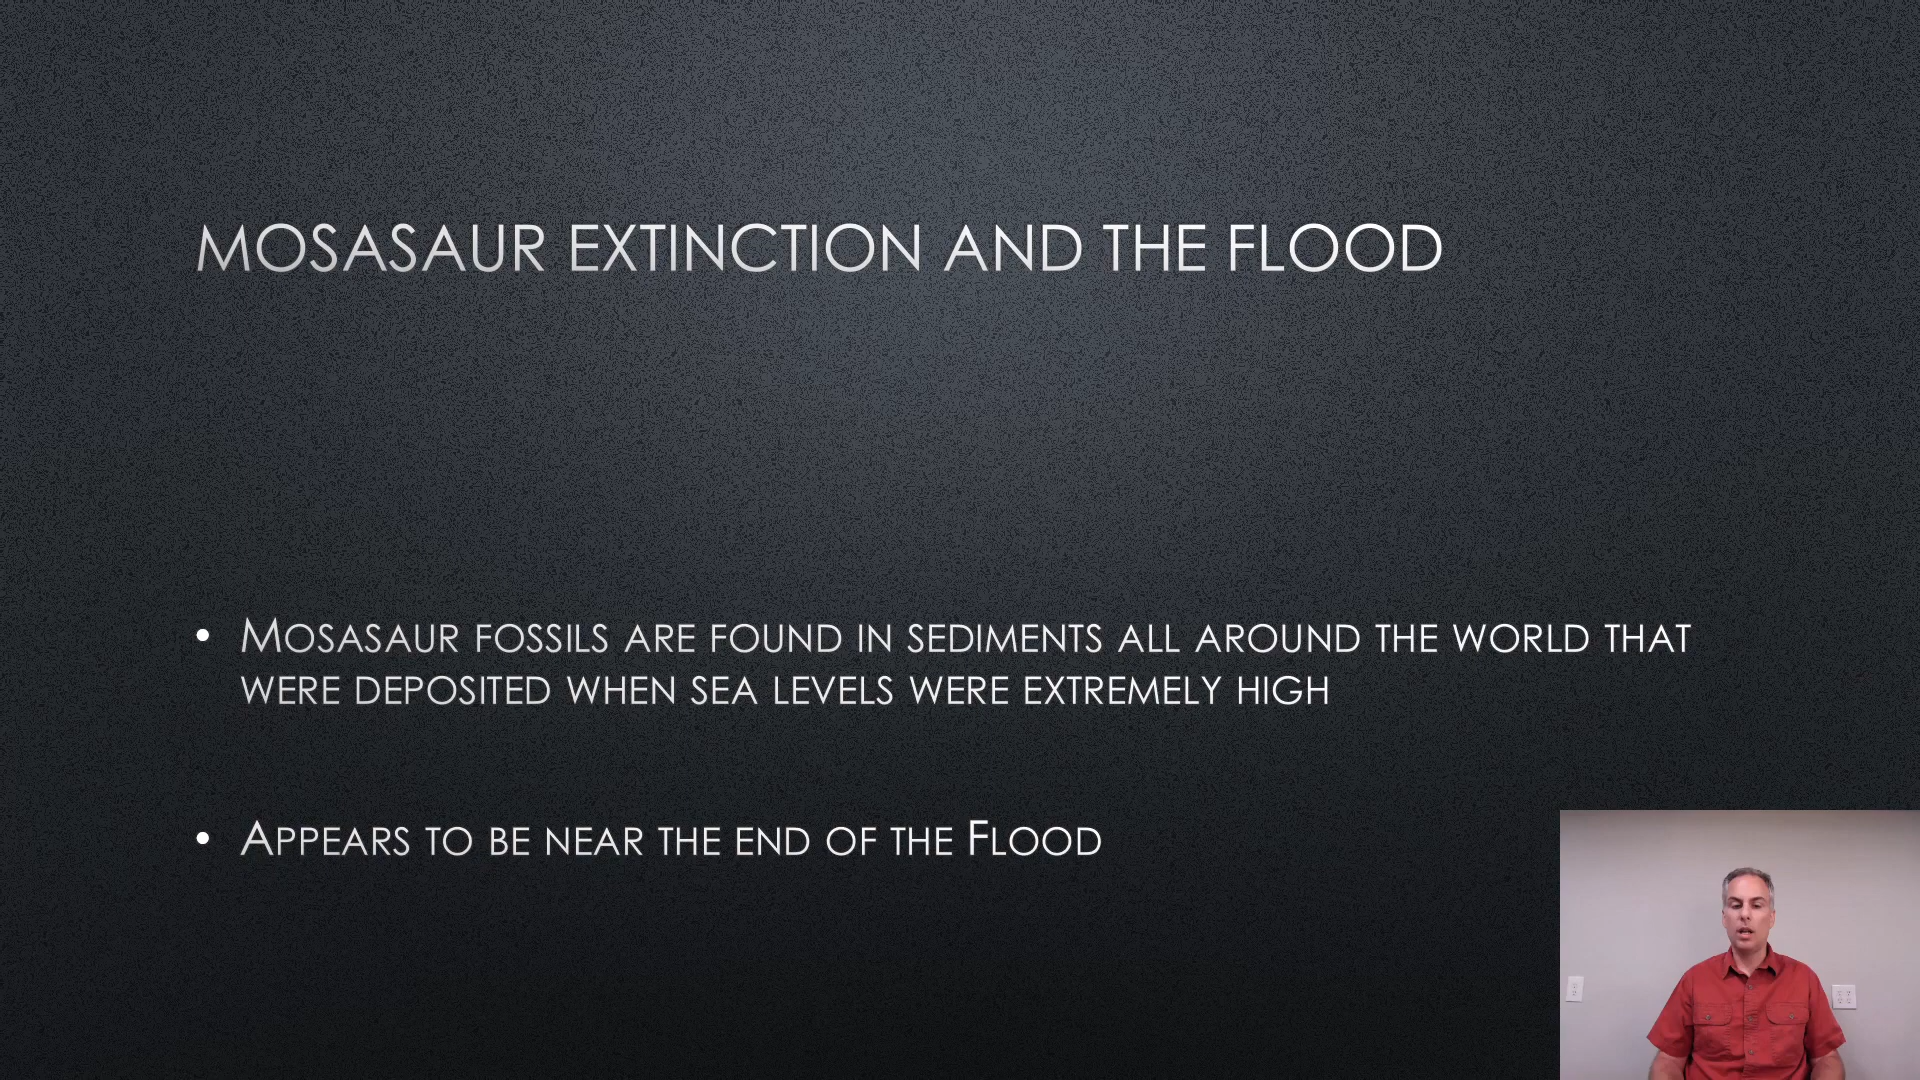 MOSASAUR EXTINCTION AND THE FLOOD
• MOSASAUR FOSSILS ARE FOUND IN SEDIMENTS ALL AROUND THE WORLD THAT
WERE DEPOSITED WHEN SEA LEVELS WERE EXTREMELY HIGH
• APPEARS TO BE NEAR THE END OF THE FLOOD